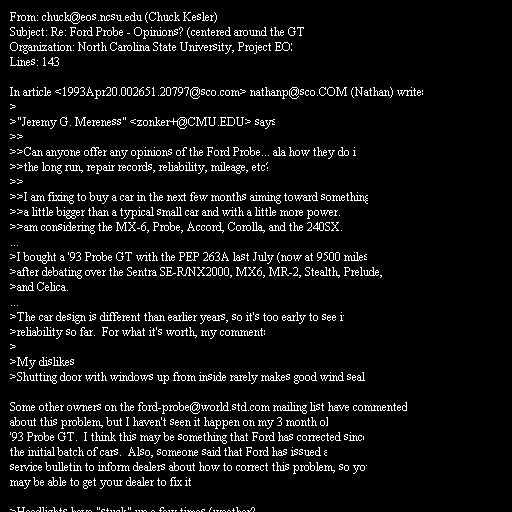 From: chuck@eos.ncsu.edu (Chuck Kesler)
Subject: Re: Ford Probe - Opinions? (centered around the GT
Organization: North Carolina State University, Project EO
Lines: 143

In article <1993Apr20.002651.20797@sco.com> nathanp@sco.COM (Nathan) write
>
>"Jeremy G. Mereness" <zonker+@CMU.EDU> says
>>
>>Can anyone offer any opinions of the Ford Probe... ala how they do i
>>the long run, repair records, reliability, mileage, etc?
>>
>>I am fixing to buy a car in the next few months aiming toward something
>>a little bigger than a typical small car and with a little more power.
>>am considering the MX-6, Probe, Accord, Corolla, and the 240SX.
...
>I bought a '93 Probe GT with the PEP 263A last July (now at 9500 miles
>after debating over the Sentra SE-R/NX2000, MX6, MR-2, Stealth, Prelude,
>and Celica.
...
>The car design is different than earlier years, so it's too early to see i
>reliability so far.  For what it's worth, my comment
>
>My dislikes
>Shutting door with windows up from inside rarely makes good wind seal

Some other owners on the ford-probe@world.std.com mailing list have commented
about this problem, but I haven't seen it happen on my 3 month ol
'93 Probe GT.  I think this may be something that Ford has corrected since
the initial batch of cars.  Also, someone said that Ford has issued a
service bulletin to inform dealers about how to correct this problem, so yo
may be able to get your dealer to fix it

>Headlights have "stuck" up a few times (weather?